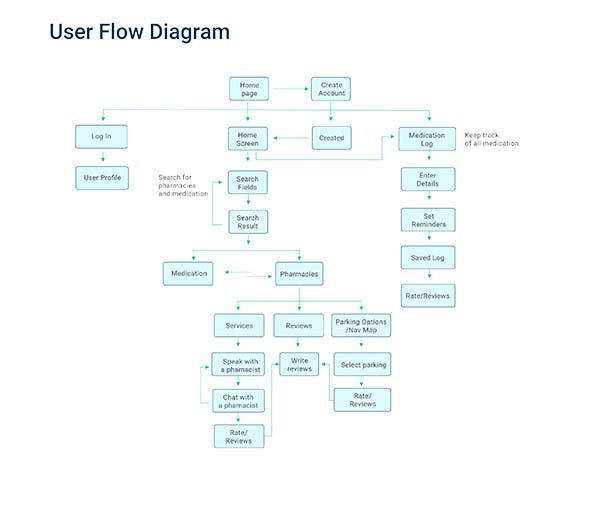 User Flow Diagram
Home
page
Create
Account
Log In
Home
Screen
Created
Medication
Log
Keep track
of all medication
User Profile
Search for
pharmacies
and medication
Search
Fields
Enter
Details
Search
Result
Set
Reminders
Saved Log
Medication
Pharmacies
Rate/Reviews
Services
Reviews
Parking Options
/Nav Map
Speak with
a phamacist
Write
reviews
Select parking
Chat with
a phamacist
Rate/
Reviews
Rate/
Reviews